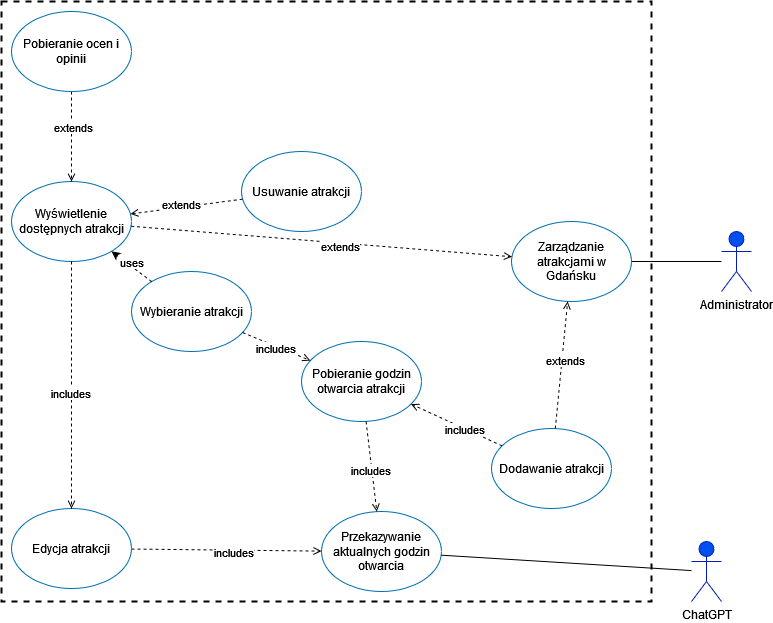 Pobieranie ocen i
opinii
extends
Usuwanie atrakcji
extends
Wyświetlenie
dostępnych atrakcji
extends
Zarządzanie
atrakcjami w
Gdańsku
Administrator
uses
Wybieranie atrakcji
includes
Pobieranie godzin
otwarcia atrakcji
extends
includes
includes
Dodawanie atrakcji
includes
Edycja atrakcji
includes
Przekazywanie
aktualnych godzin
otwarcia
ChatGPT